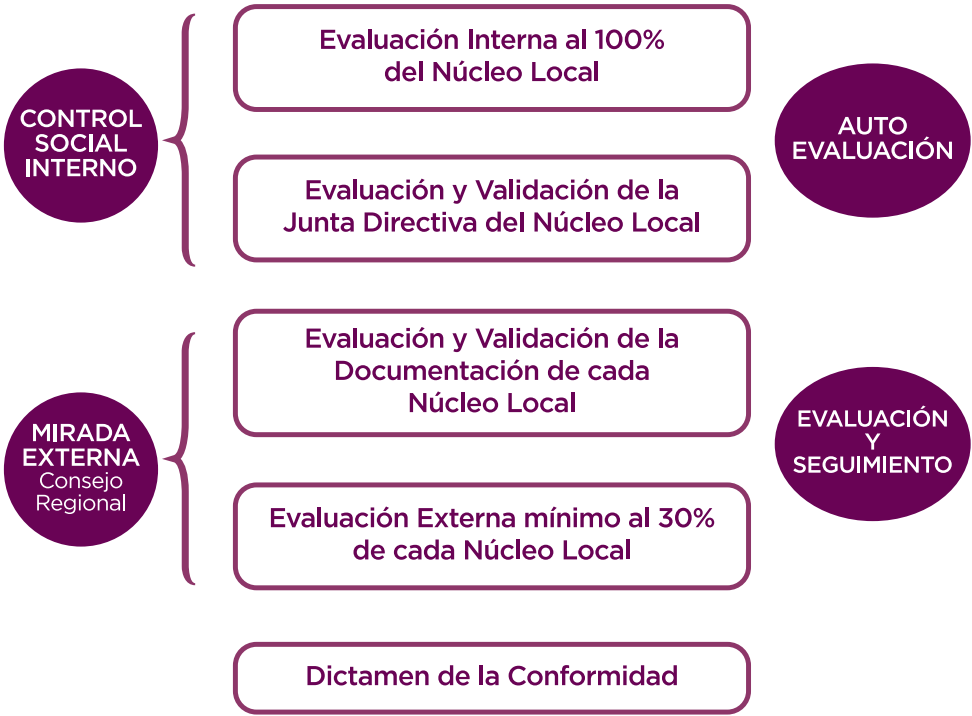 CONTROL
SOCIAL
INTERNO
Evaluación Interna al 100%
del Núcleo Local
Evaluación y Validación de la
Junta Directiva del Núcleo Local
AUTO
EVALUACIÓN
MIRADA
EXTERNA
Consejo
Regional
Evaluación y Validación de la
Documentación de cada
Núcleo Local
Evaluación Externa mínimo al 30%
de cada Núcleo Local
EVALUACIÓN
Y
SEGUIMIENTO
Dictamen de la Conformidad